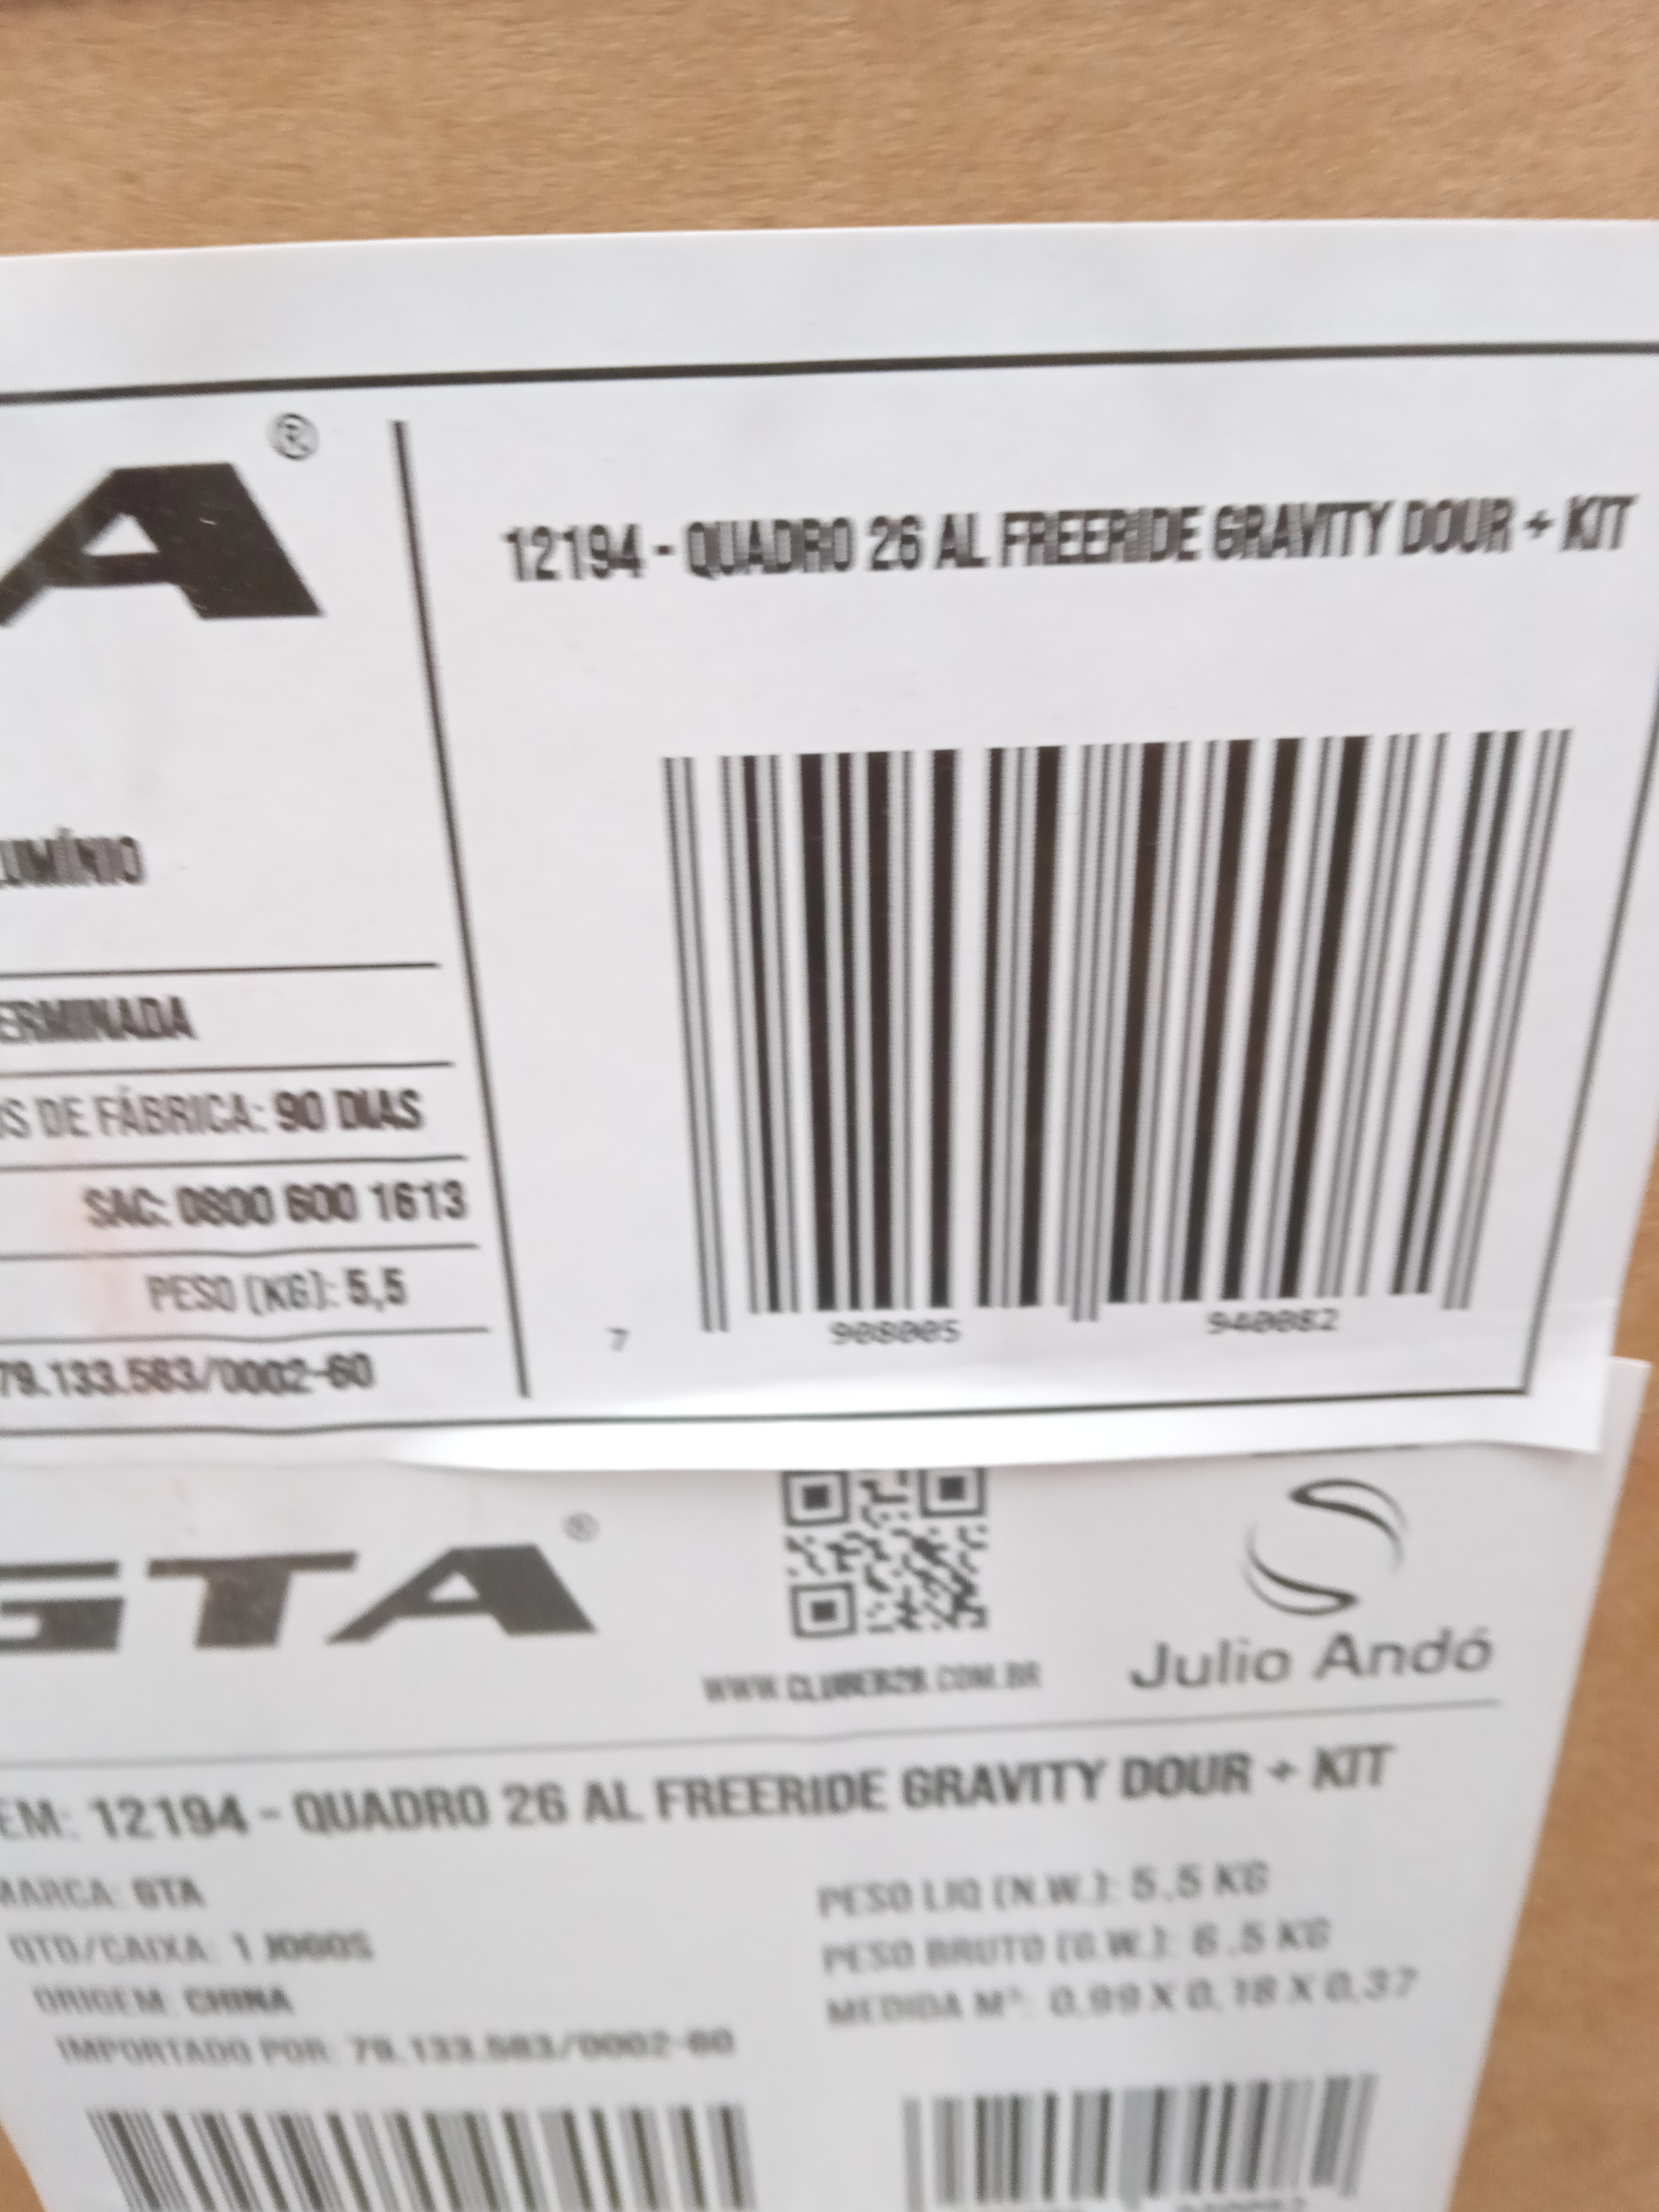 A®
12194 - QUADRO 26 AL FREERIDE GRAVITY DOUR + KIT
LUMÍNIO
ERMINADA
OS DE FÁBRICA: 90 DIAS
SAC: 0800 600 1613
PESO (KG): 5,5
79.133.583/0002-60
7 908005 940082
GTA®
WWW.CLUBEB2B.COM.BR
Julio Andó
EM: 12194 - QUADRO 26 AL FREERIDE GRAVITY DOUR + KIT
MARCA: GTA
QTD/CAIXA: 1 JOGOS
ORIGEM: CHINA
IMPORTADO POR: 79.133.583/0002-60
PESO LIQ (N.W.): 5,5 KG
PESO BRUTO (G.W.): 6,5 KG
MEDIDA M³: 0,99 X 0,18 X 0,37